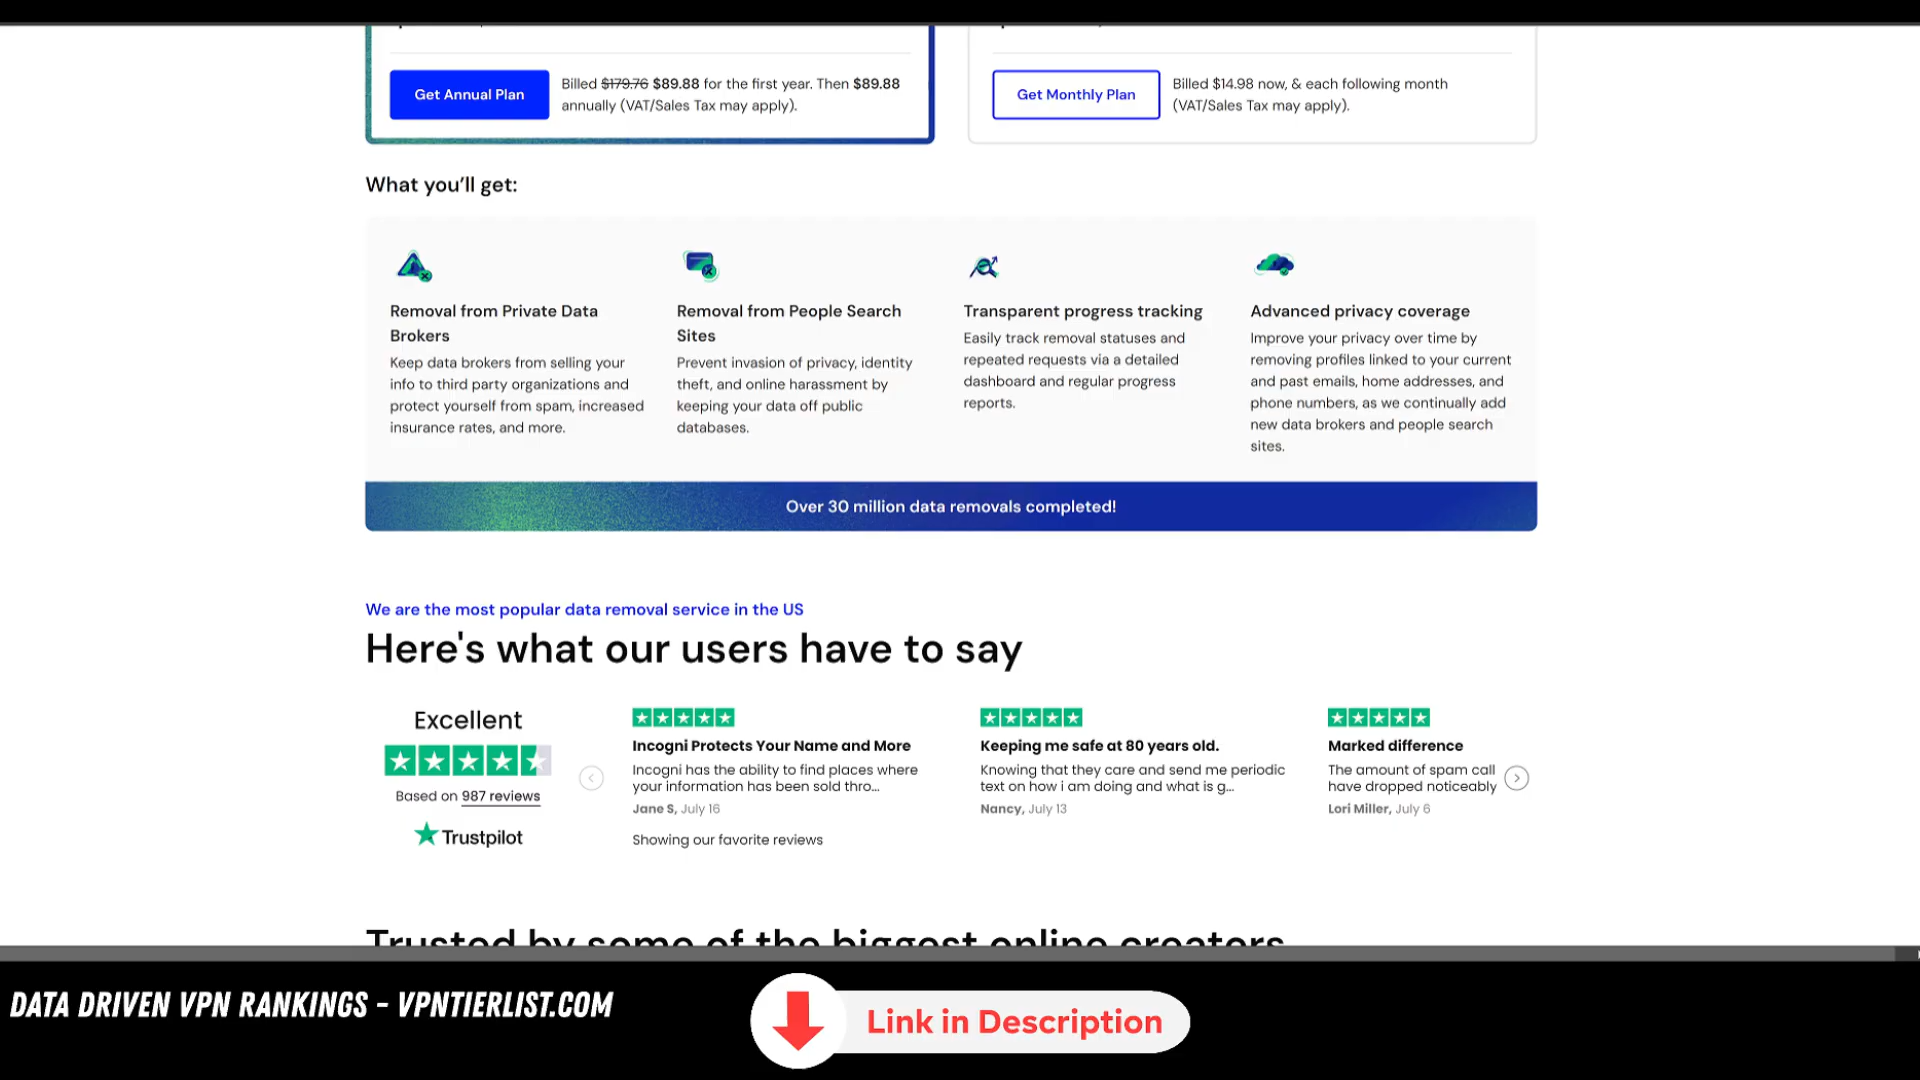 Get Annual Plan
Billed $179.76 $89.88 for the first year. Then $89.88
annually (VAT/Sales Tax may apply).
Get Monthly Plan
Billed $14.98 now, & each following month
(VAT/Sales Tax may apply).
What you’ll get:
Removal from Private Data
Brokers
Keep data brokers from selling your
info to third party organizations and
protect yourself from spam, increased
insurance rates, and more.
Removal from People Search
Sites
Prevent invasion of privacy, identity
theft, and online harassment by
keeping your data off public
databases.
Transparent progress tracking
Easily track removal statuses and
repeated requests via a detailed
dashboard and regular progress
reports.
Advanced privacy coverage
Improve your privacy over time by
removing profiles linked to your current
and past emails, home addresses, and
phone numbers, as we continually add
new data brokers and people search
sites.
Over 30 million data removals completed!
We are the most popular data removal service in the US
Here's what our users have to say
Excellent
Based on 987 reviews
Trustpilot
Incogni Protects Your Name and More
Incogni has the ability to find places where
your information has been sold thro...
Jane S, July 16
Showing our favorite reviews
Keeping me safe at 80 years old.
Knowing that they care and send me periodic
text on how i am doing and what is g...
Nancy, July 13
Marked difference
The amount of spam call
have dropped noticeably
Lori Miller, July 6
Trusted by some of the biggest online creators
DATA DRIVEN VPN RANKINGS - VPNTIERLIST.COM
Link in Description